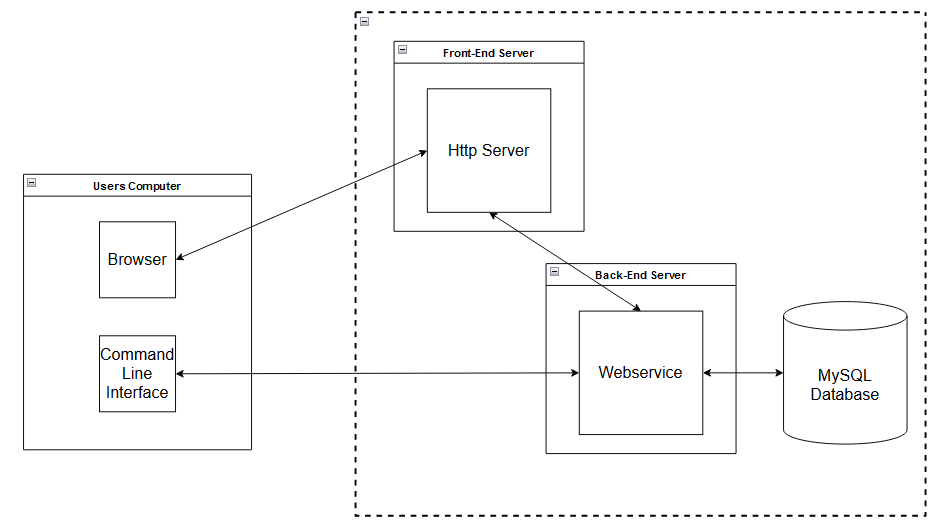 Front-End Server
Http Server
Users Computer
Browser
Command
Line
Interface
Back-End Server
Webservice
MySQL
Database